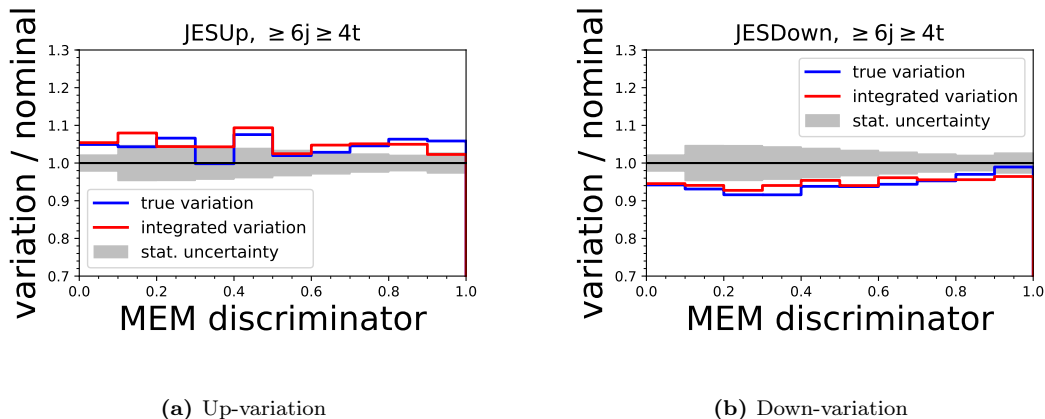 JESUp, ≥ 6j ≥ 4t
variation / nominal
1.3
1.2
1.1
1.0
0.9
0.8
0.7
true variation
integrated variation
stat. uncertainty
0.0 0.2 0.4 0.6 0.8 1.0
MEM discriminator
(a) Up-variation
JESDown, ≥ 6j ≥ 4t
variation / nominal
1.3
1.2
1.1
1.0
0.9
0.8
0.7
true variation
integrated variation
stat. uncertainty
0.0 0.2 0.4 0.6 0.8 1.0
MEM discriminator
(b) Down-variation